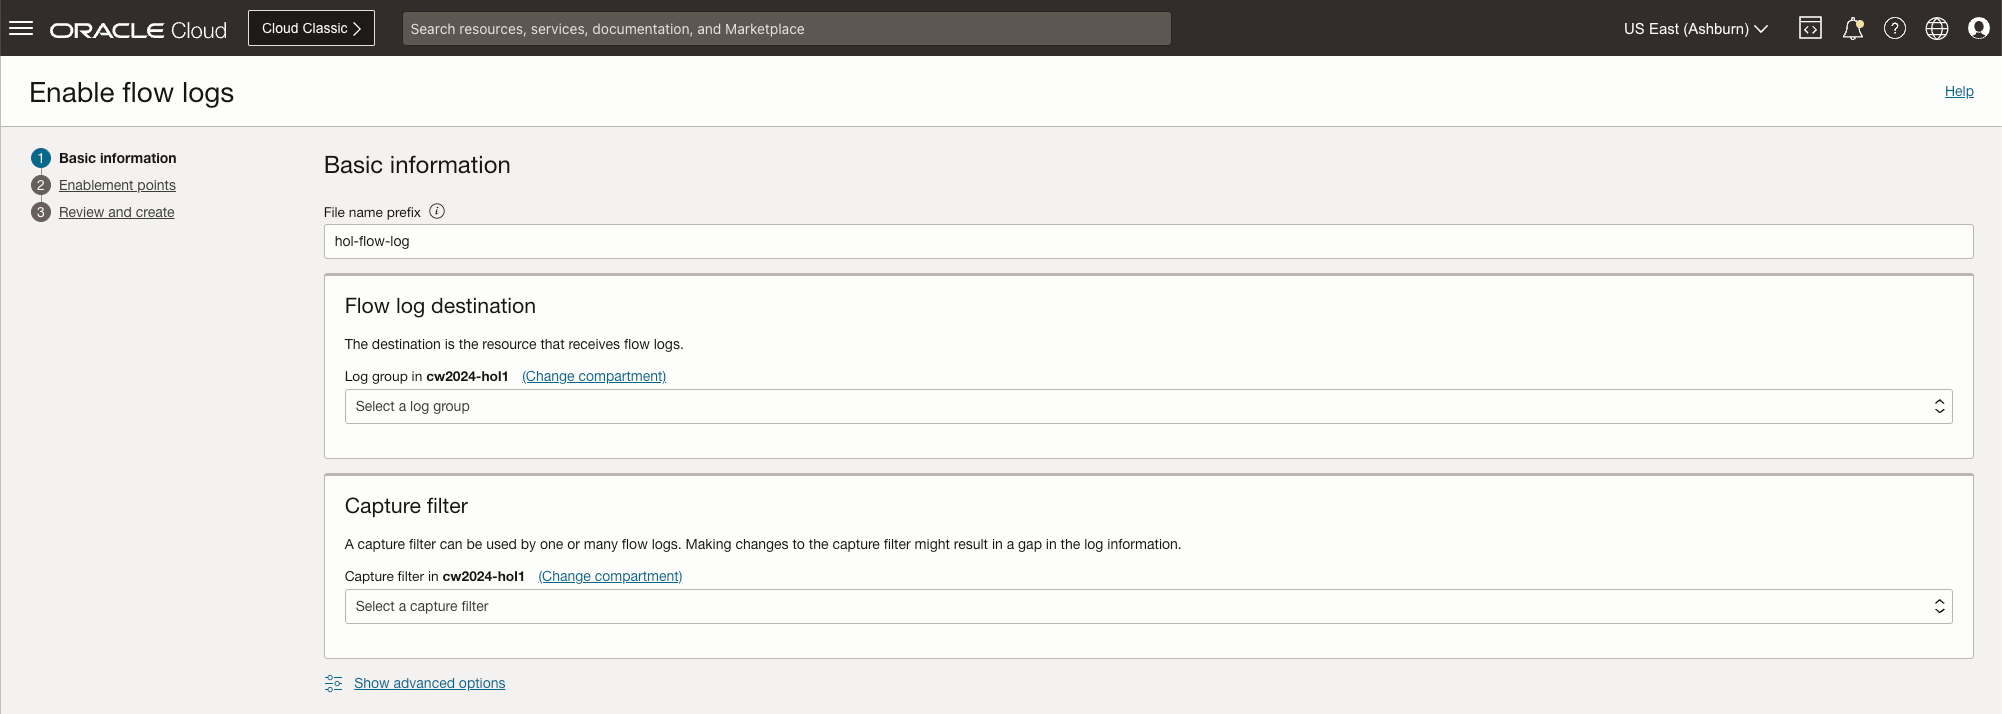 ORACLE Cloud
Cloud Classic
Search resources, services, documentation, and Marketplace
US East (Ashburn)
Enable flow logs
Help
1 Basic information
2 Enablement points
3 Review and create
Basic information
File name prefix
hol-flow-log
Flow log destination
The destination is the resource that receives flow logs.
Log group in cw2024-hol1 (Change compartment)
Select a log group
Capture filter
A capture filter can be used by one or many flow logs. Making changes to the capture filter might result in a gap in the log information.
Capture filter in cw2024-hol1 (Change compartment)
Select a capture filter
Show advanced options